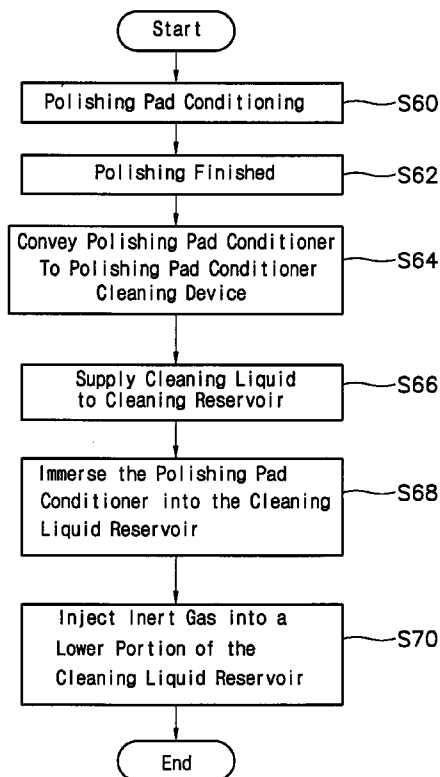 Start
Polishing Pad Conditioning
S60
Polishing Finished
S62
Convey Polishing Pad Conditioner
To Polishing Pad Conditioner
Cleaning Device
S64
Supply Cleaning Liquid
to Cleaning Reservoir
S66
Immerse the Polishing Pad
Conditioner into the Cleaning
Liquid Reservoir
S68
Inject Inert Gas into a
Lower Portion of the
Cleaning Liquid Reservoir
S70
End